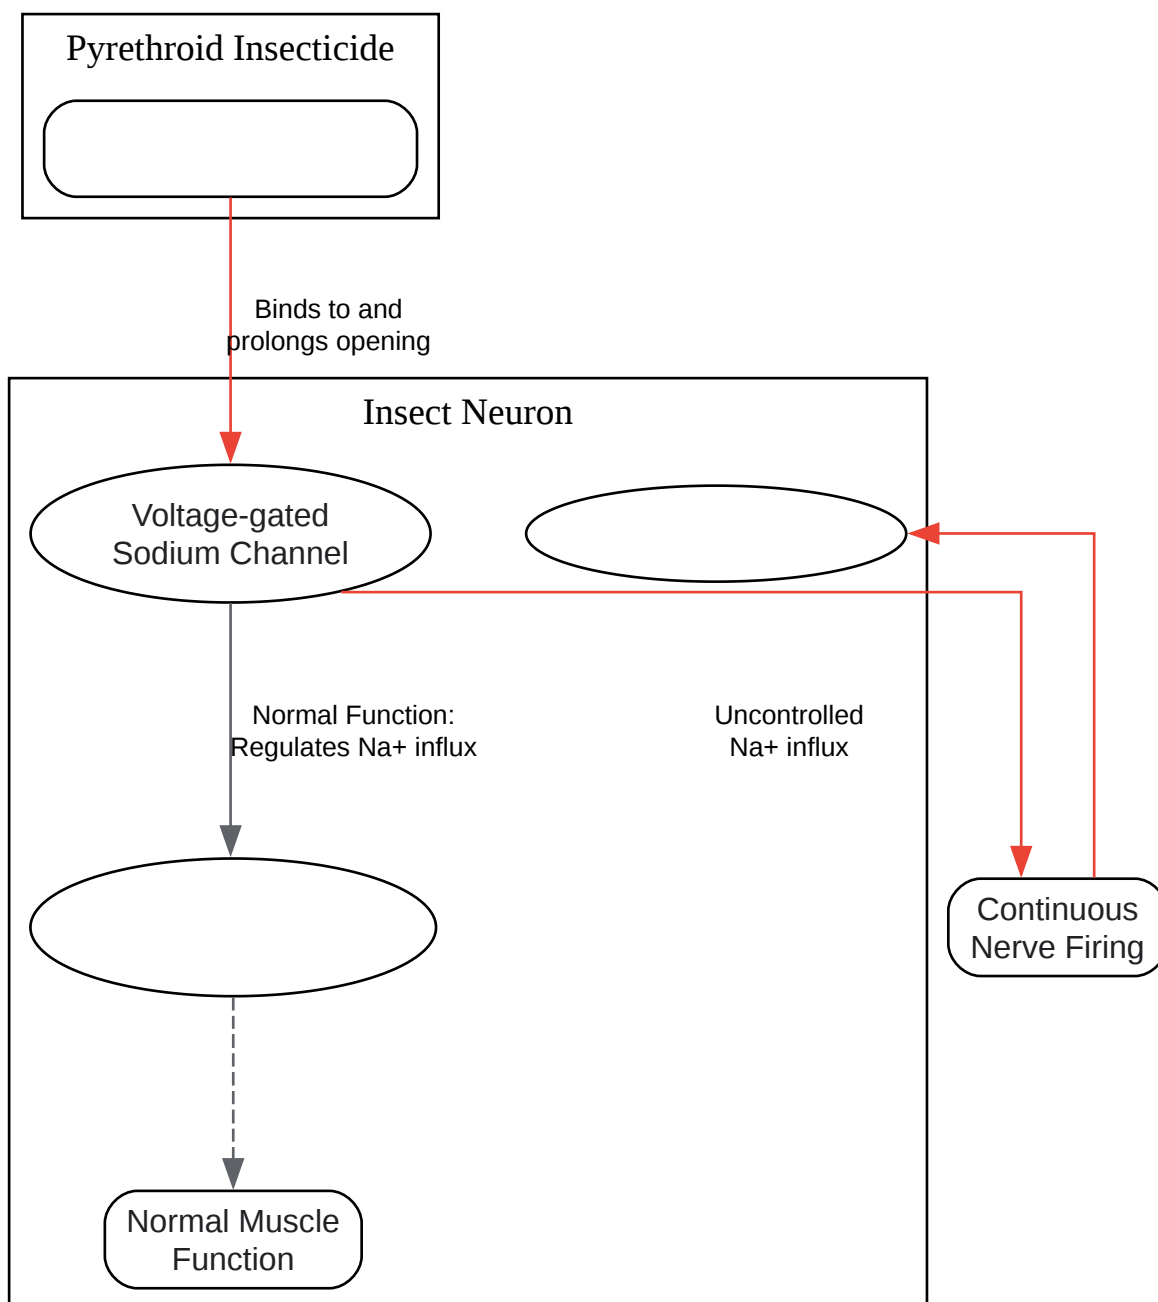 Pyrethroid Insecticide
Binds to and
prolongs opening
Insect Neuron
Voltage-gated
Sodium Channel
Normal Function:
Regulates Na+ influx
Uncontrolled
Na+ influx
Continuous
Nerve Firing
Normal Muscle
Function